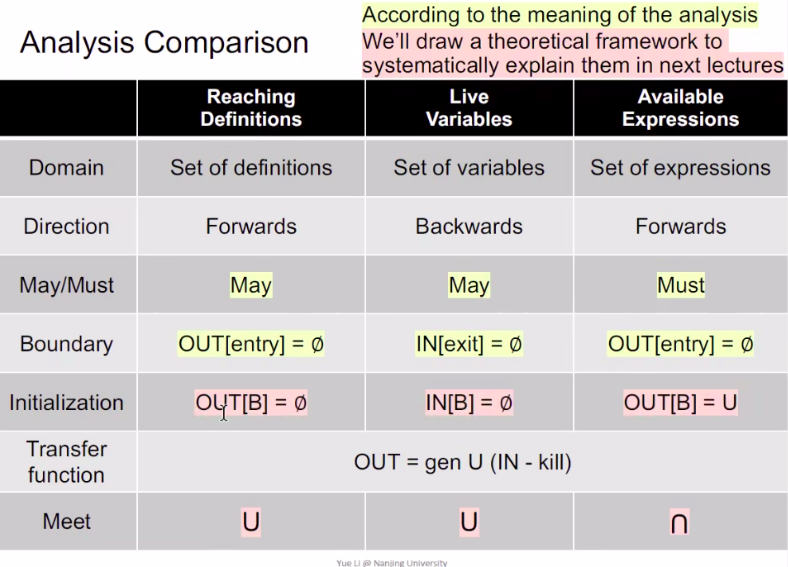 Analysis Comparison
According to the meaning of the analysis
We'll draw a theoretical framework to
systematically explain them in next lectures
Reaching
Definitions
Live
Variables
Available
Expressions
Domain
Set of definitions
Set of variables
Set of expressions
Direction
Forwards
Backwards
Forwards
May/Must
May
May
Must
Boundary
OUT[entry] = ∅
IN[exit] = ∅
OUT[entry] = ∅
Initialization
OUT[B] = ∅
IN[B] = ∅
OUT[B] = U
Transfer
function
OUT = gen U (IN - kill)
Meet
U
U
∩
Yue Li @ Nanjing University